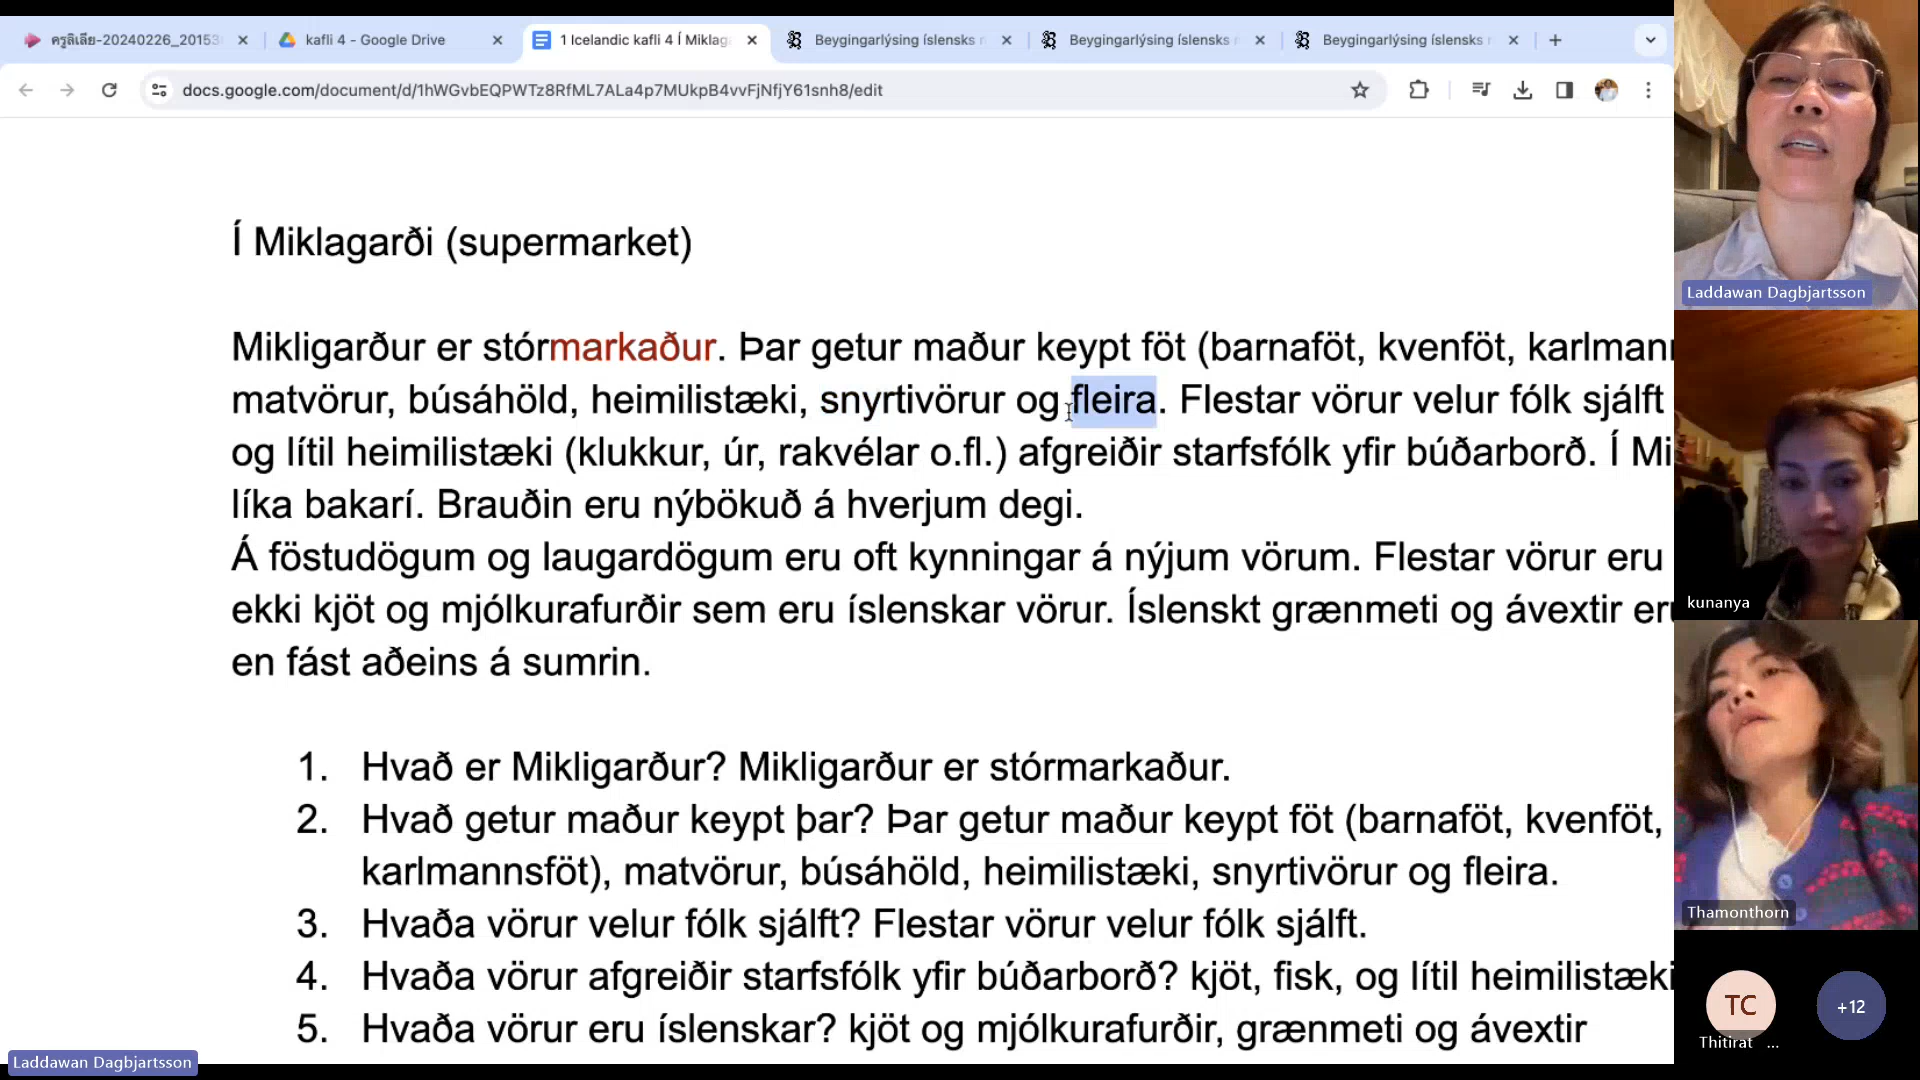 ครูลิเลีย-20240226_20153
kafli 4 - Google Drive
1 Icelandic kafli 4 Í Miklag
Beygingarlýsing íslensks n
Beygingarlýsing íslensks
Beygingarlýsing íslensks
docs.google.com/document/d/1hWGvbEQPWTz8RfML7ALa4p7MUkpB4vvFjNfjY61snh8/edit
Í Miklagarði (supermarket)
Mikligarður er stórmarkaður. Þar getur maður keypt föt (barnaföt, kvenföt, karlmann
matvörur, búsáhöld, heimilistæki, snyrtivörur og fleira. Flestar vörur velur fólk sjálft
og lítil heimilistæki (klukkur, úr, rakvélar o.fl.) afgreiðir starfsfólk yfir búðarborð. Í Mi
líka bakarí. Brauðin eru nýbökuð á hverjum degi.
Á föstudögum og laugardögum eru oft kynningar á nýjum vörum. Flestar vörur eru
ekki kjöt og mjólkurafurðir sem eru íslenskar vörur. Íslenskt grænmeti og ávextir eru
en fást aðeins á sumrin.
1. Hvað er Mikligarður? Mikligarður er stórmarkaður.
2. Hvað getur maður keypt þar? Þar getur maður keypt föt (barnaföt, kvenföt,
karlmannsföt), matvörur, búsáhöld, heimilistæki, snyrtivörur og fleira.
3. Hvaða vörur velur fólk sjálft? Flestar vörur velur fólk sjálft.
4. Hvaða vörur afgreiðir starfsfólk yfir búðarborð? kjöt, fisk, og lítil heimilistæki
5. Hvaða vörur eru íslenskar? kjöt og mjólkurafurðir, grænmeti og ávextir
Laddawan Dagbjartsson
Laddawan Dagbjartsson
kunanya
Thamonthorn
TC
+12
Thitirat ...